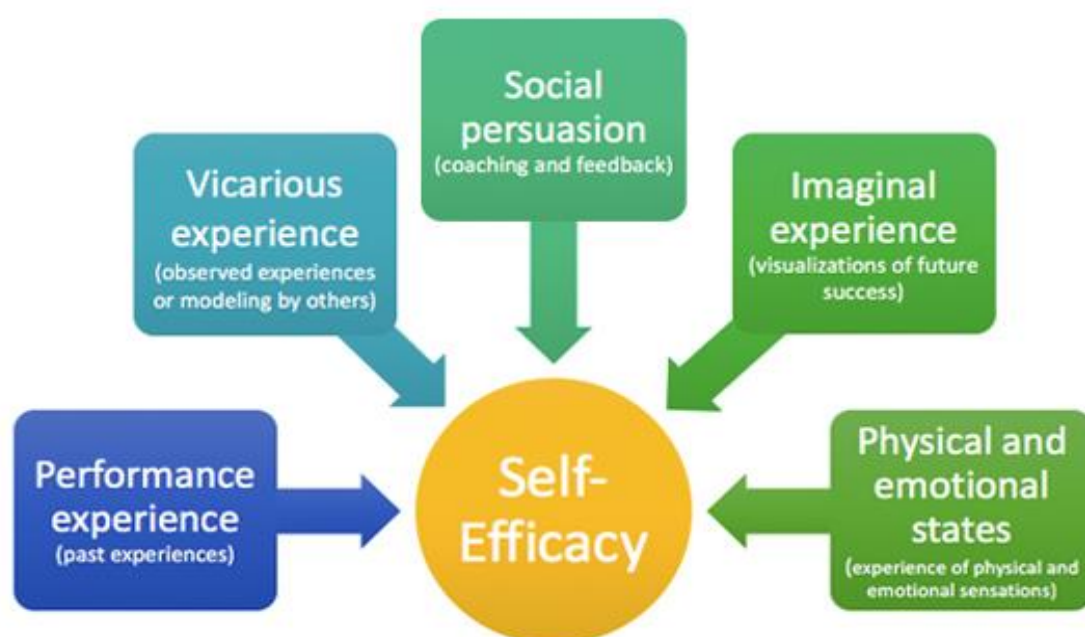 Social
persuasion
(coaching and feedback)
Vicarious
experience
(observed experiences
or modeling by others)
Imaginal
experience
(visualizations of future
success)
Performance
experience
(past experiences)
Self-
Efficacy
Physical and
emotional
states
(experience of physical and
emotional sensations)